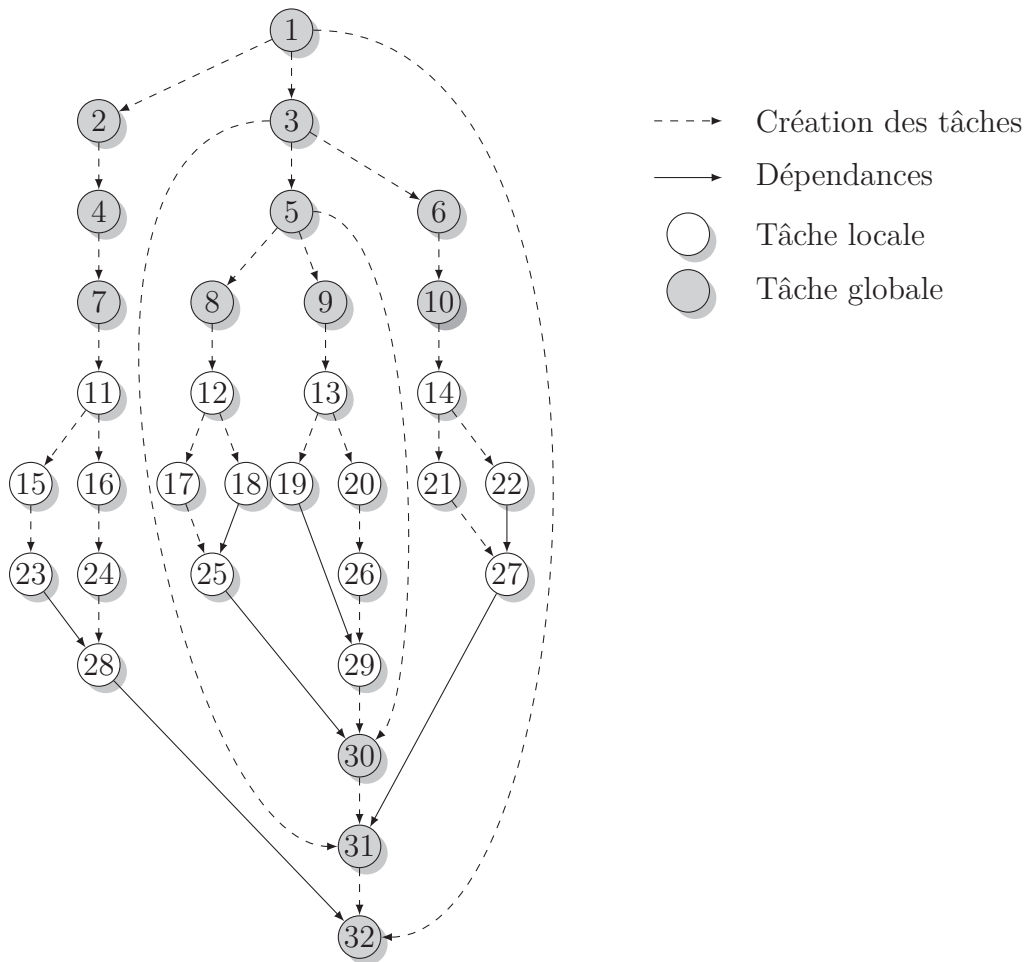 1
2 3 Création des tâches
Dépendances
4 5 6 Tâche locale
7 8 9 10 Tâche globale
11 12 13 14
15 16 17 18 19 20 21 22
23 24 25 26 27
28 29
30
31
32